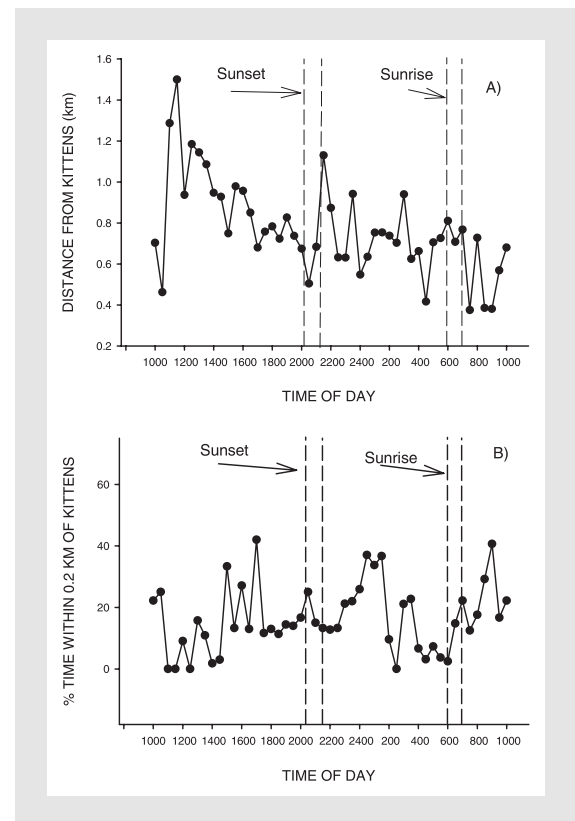 A)
Sunset
Sunrise
DISTANCE FROM KITTENS (km)
1.6
1.4
1.2
1.0
0.8
0.6
0.4
0.2
1000 1200 1400 1600 1800 2000 2200 2400 200 400 600 800 1000
TIME OF DAY
B)
Sunset
Sunrise
% TIME WITHIN 0.2 KM OF KITTENS
60
40
20
0
1000 1200 1400 1600 1800 2000 2200 2400 200 400 600 800 1000
TIME OF DAY